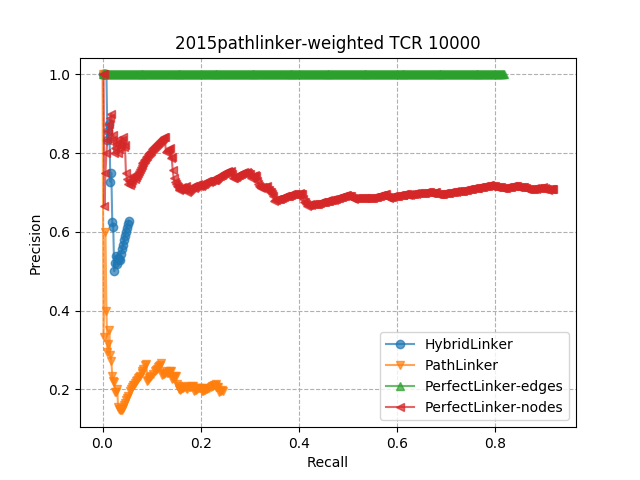 2015pathlinker-weighted TCR 10000
Precision
1.0
0.8
0.6
0.4
0.2
0.0 0.2 0.4 0.6 0.8
Recall
HybridLinker
PathLinker
PerfectLinker-edges
PerfectLinker-nodes